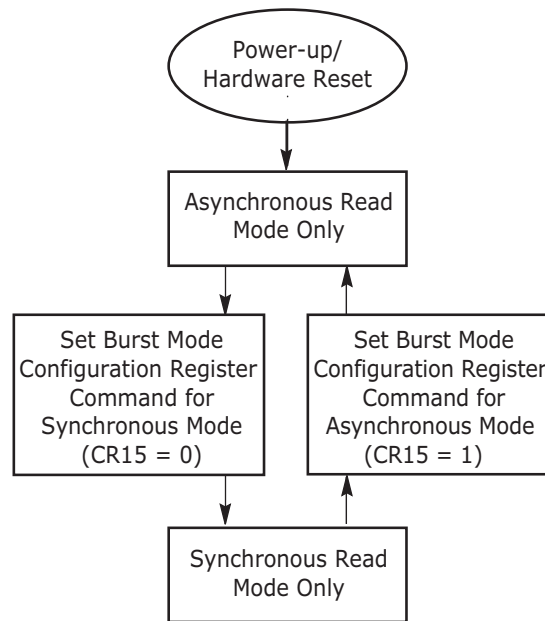 Power-up/
Hardware Reset
Asynchronous Read
Mode Only
Set Burst Mode
Configuration Register
Command for
Synchronous Mode
(CR15 = 0)
Set Burst Mode
Configuration Register
Command for
Asynchronous Mode
(CR15 = 1)
Synchronous Read
Mode Only